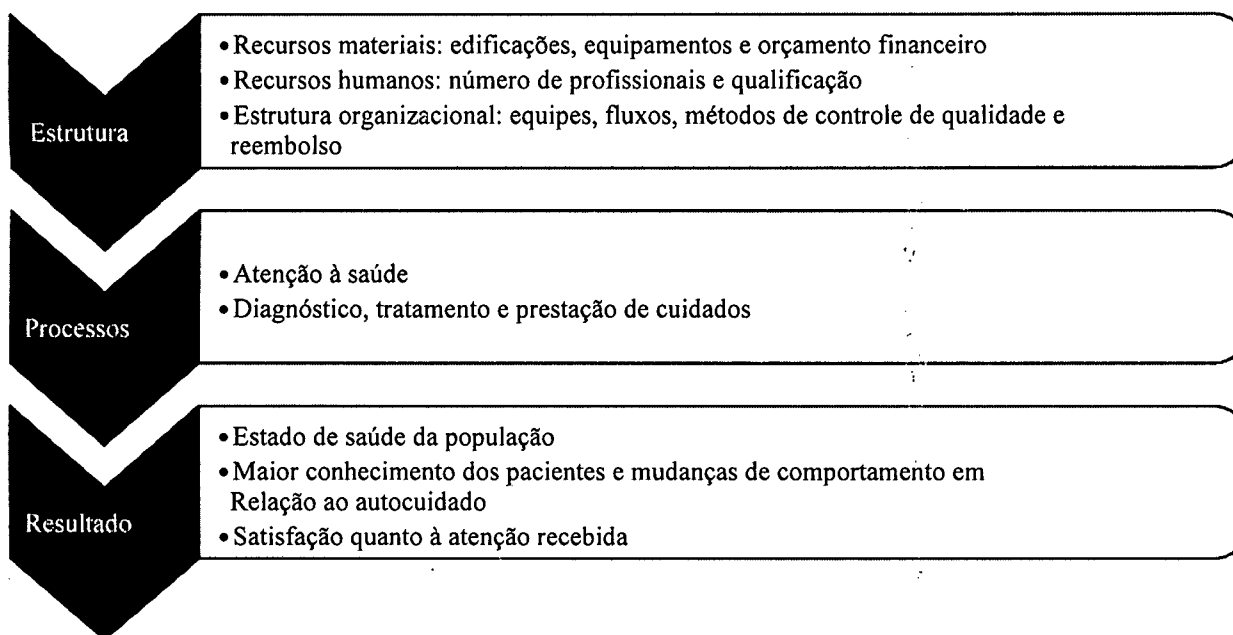 Estrutura
• Recursos materiais: edificações, equipamentos e orçamento financeiro
• Recursos humanos: número de profissionais e qualificação
• Estrutura organizacional: equipes, fluxos, métodos de controle de qualidade e
reembolso
Processos
• Atenção à saúde
• Diagnóstico, tratamento e prestação de cuidados
Resultado
• Estado de saúde da população
• Maior conhecimento dos pacientes e mudanças de comportamento em
Relação ao autocuidado
• Satisfação quanto à atenção recebida